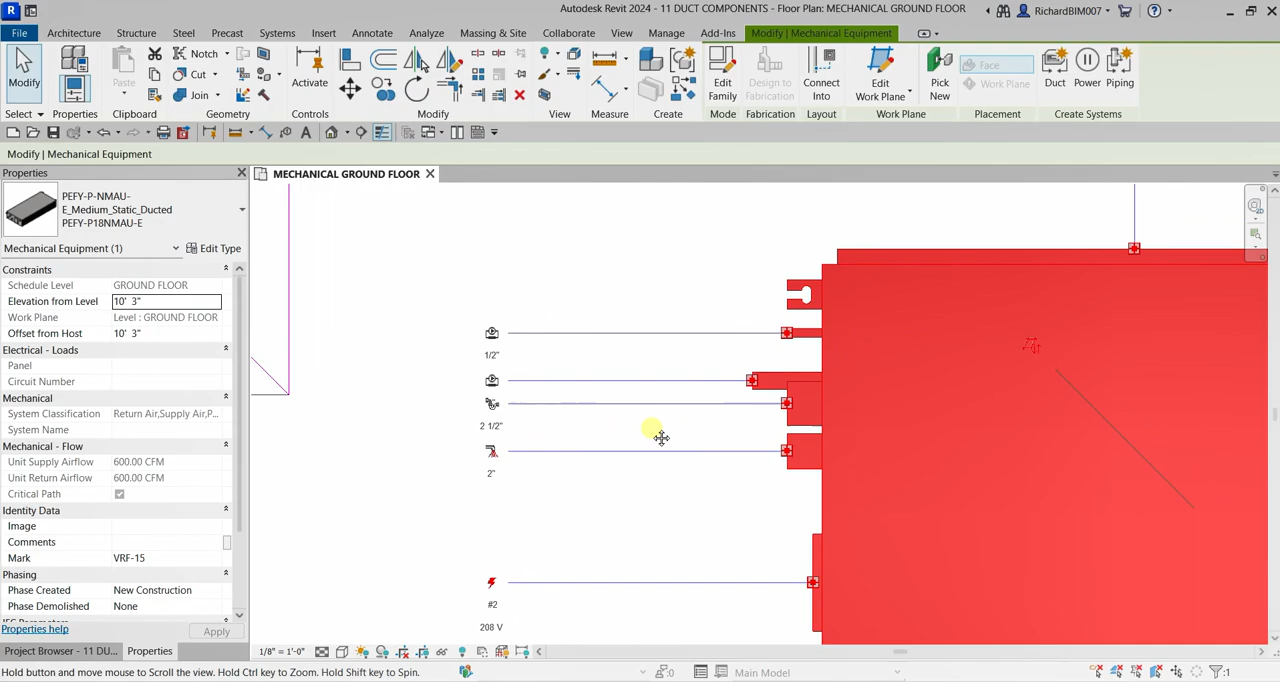 Autodesk Revit 2024 - 11 DUCT COMPONENTS - Floor Plan: MECHANICAL GROUND FLOOR
RichardBIM007
File Architecture Structure Steel Precast Systems Insert Annotate Analyze Massing & Site Collaborate View Manage Add-Ins Modify | Mechanical Equipment
Modify
Paste
Notch
Cut
Join
Activate
Edit Family
Design to Fabrication
Connect Into
Edit Work Plane
Pick New
Face
Work Plane
Duct Power Piping
Select Properties Clipboard Geometry Controls Modify View Measure Create Mode Fabrication Layout Work Plane Placement Create Systems
Modify | Mechanical Equipment
Properties
MECHANICAL GROUND FLOOR
PEFY-P-NMAU-
E_Medium_Static_Ducted
PEFY-P18NMAU-E
Mechanical Equipment (1)
Edit Type
Constraints
Schedule Level GROUND FLOOR
Elevation from Level 10' 3"
Work Plane Level : GROUND FLOOR
Offset from Host 10' 3"
Electrical - Loads
Panel
Circuit Number
Mechanical
System Classification Return Air,Supply Air,P...
System Name
Mechanical - Flow
Unit Supply Airflow 600.00 CFM
Unit Return Airflow 600.00 CFM
Critical Path
Identity Data
Image
Comments
Mark VRF-15
Phasing
Phase Created New Construction
Phase Demolished None
Properties help
Apply
Project Browser - 11 DU...
Properties
1/2"
2 1/2"
2"
#2
208 V
1/8" = 1'-0"
Hold button and move mouse to Scroll the view. Hold Ctrl key to Zoom. Hold Shift key to Spin.
:0
Main Model
:1